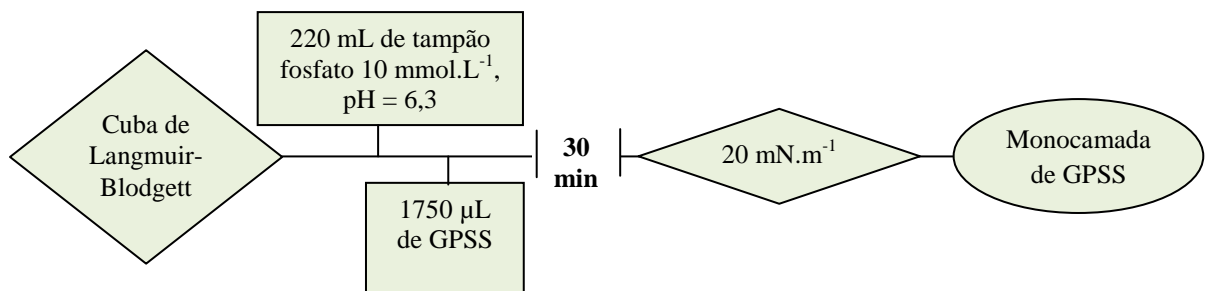 220 mL de tampão
fosfato 10 mmol.L-1,
pH = 6,3
Cuba de
Langmuir-
Blodgett
30
min
20 mN.m-1
Monocamada
de GPSS
1750 µL
de GPSS